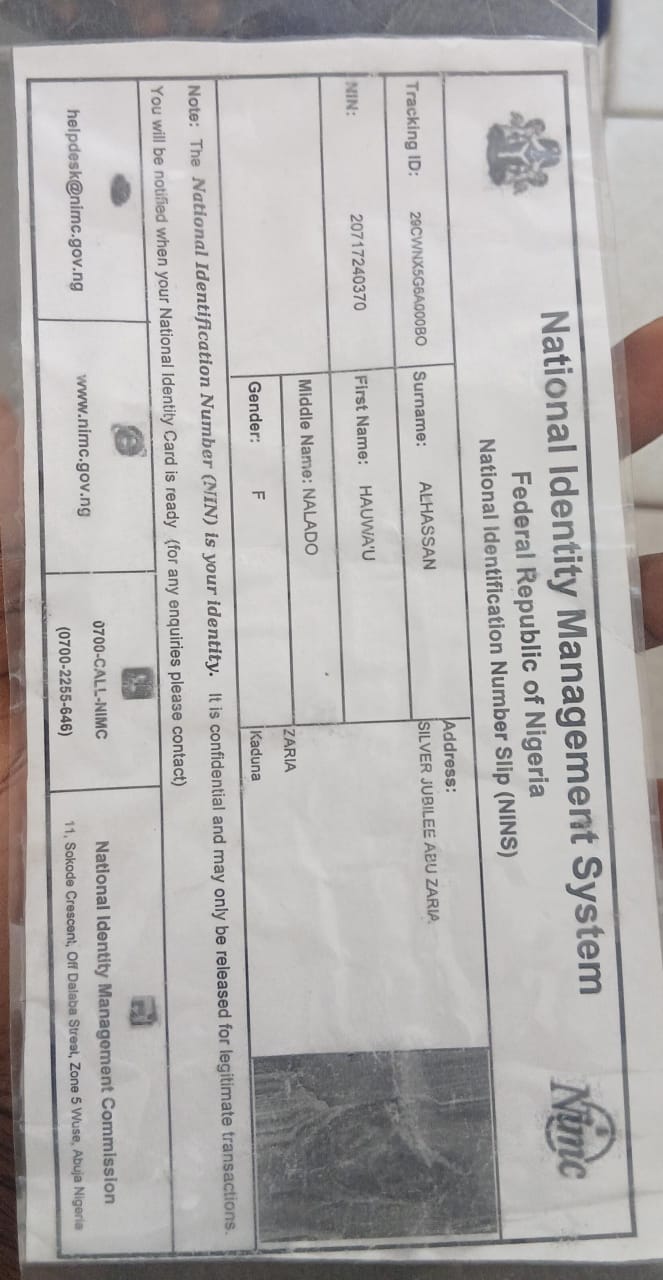 National Identity Management System
Federal Republic of Nigeria
National Identification Number Slip (NINS)
Nimc
Tracking ID: 29CWNX5G6A000BO
Surname: ALHASSAN
Address:
SILVER JUBILEE ABU ZARIA
NIN: 20717240370
First Name: HAUWA'U
Middle Name: NALADO
ZARIA
Gender: F
Kaduna
Note: The National Identification Number (NIN) is your identity. It is confidential and may only be released for legitimate transactions.
You will be notified when your National Identity Card is ready (for any enquiries please contact)
helpdesk@nimc.gov.ng
www.nimc.gov.ng
0700-CALL-NIMC
(0700-2255-646)
National Identity Management Commission
11, Sokode Crescent, Off Dalaba Street, Zone 5 Wuse, Abuja Nigeria